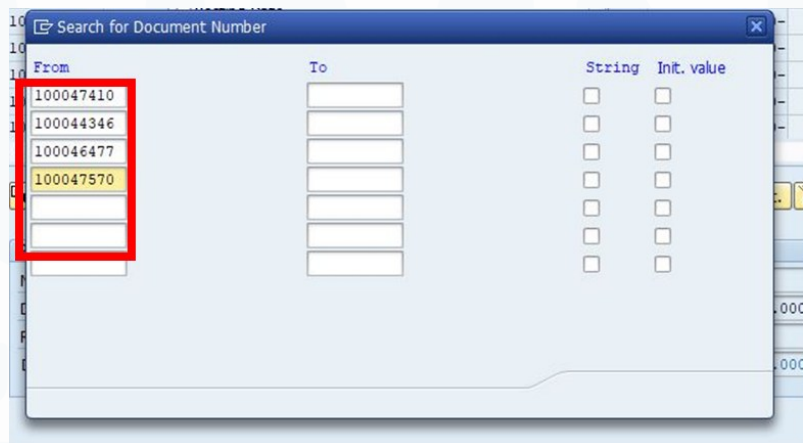 Search for Document Number
From To String Init. value
100047410
100044346
100046477
100047570